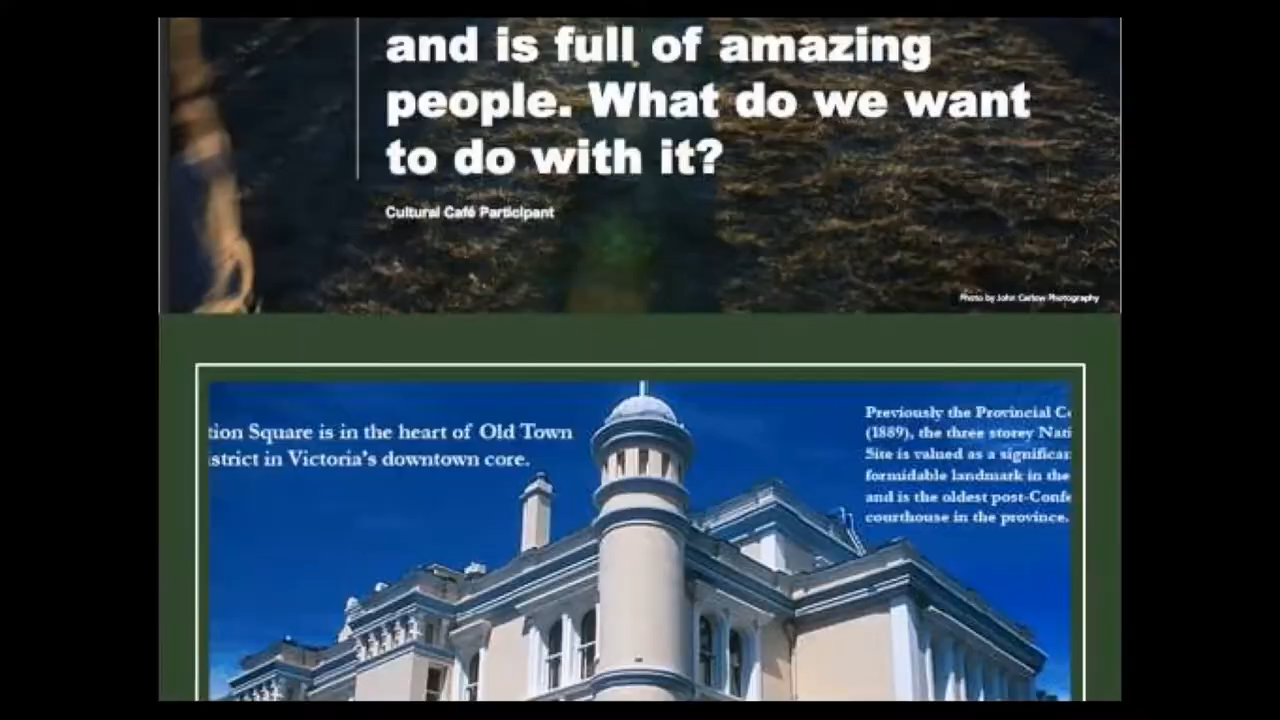 and is full of amazing
people. What do we want
to do with it?
Cultural Café Participant
Photo by John Carlow Photography
tion Square is in the heart of Old Town
strict in Victoria's downtown core.
Previously the Provincial C
(1889), the three storey Nati
Site is valued as a significan
formidable landmark in the
and is the oldest post-Confe
courthouse in the province.